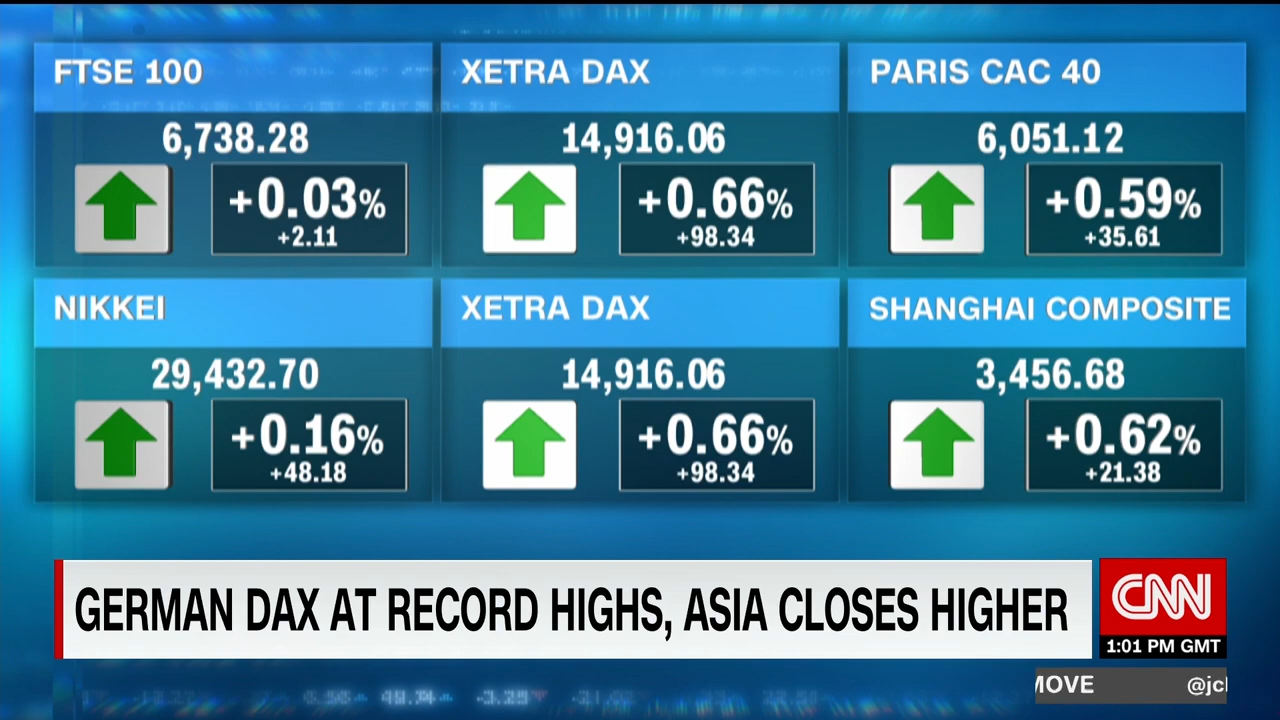 FTSE 100
6,738.28
+0.03%
+2.11
XETRA DAX
14,916.06
+0.66%
+98.34
PARIS CAC 40
6,051.12
+0.59%
+35.61
NIKKEI
29,432.70
+0.16%
+48.18
XETRA DAX
14,916.06
+0.66%
+98.34
SHANGHAI COMPOSITE
3,456.68
+0.62%
+21.38
GERMAN DAX AT RECORD HIGHS, ASIA CLOSES HIGHER
CNN
1:01 PM GMT
MOVE @jc